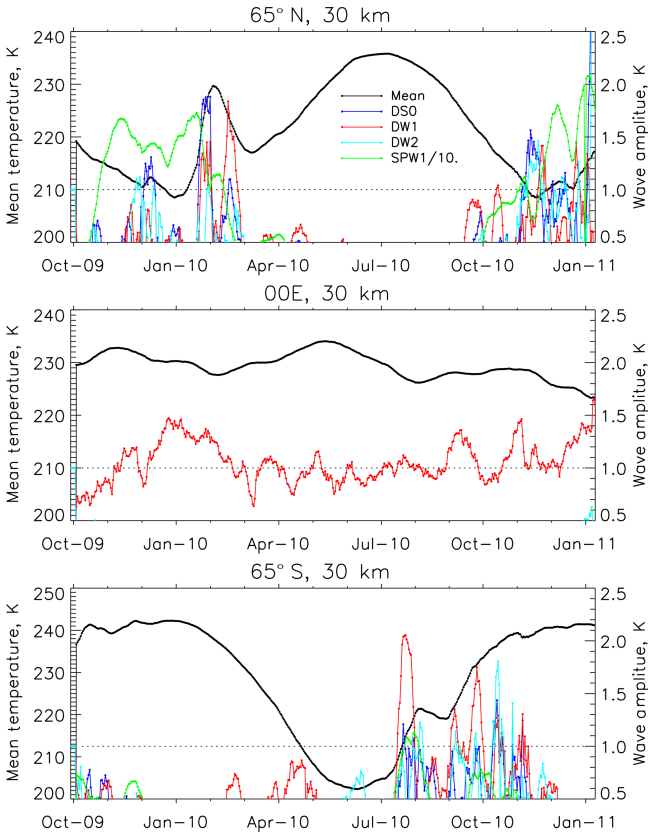 65° N, 30 km
240
230
220
210
200
Mean temperature, K
2.5
2.0
1.5
1.0
0.5
Wave amplitue, K
Mean
DS0
DW1
DW2
SPW1/10.
Oct-09 Jan-10 Apr-10 Jul-10 Oct-10 Jan-11
00E, 30 km
240
230
220
210
200
Mean temperature, K
2.5
2.0
1.5
1.0
0.5
Wave amplitue, K
Oct-09 Jan-10 Apr-10 Jul-10 Oct-10 Jan-11
65° S, 30 km
250
240
230
220
210
200
Mean temperature, K
2.5
2.0
1.5
1.0
0.5
Wave amplitue, K
Oct-09 Jan-10 Apr-10 Jul-10 Oct-10 Jan-11